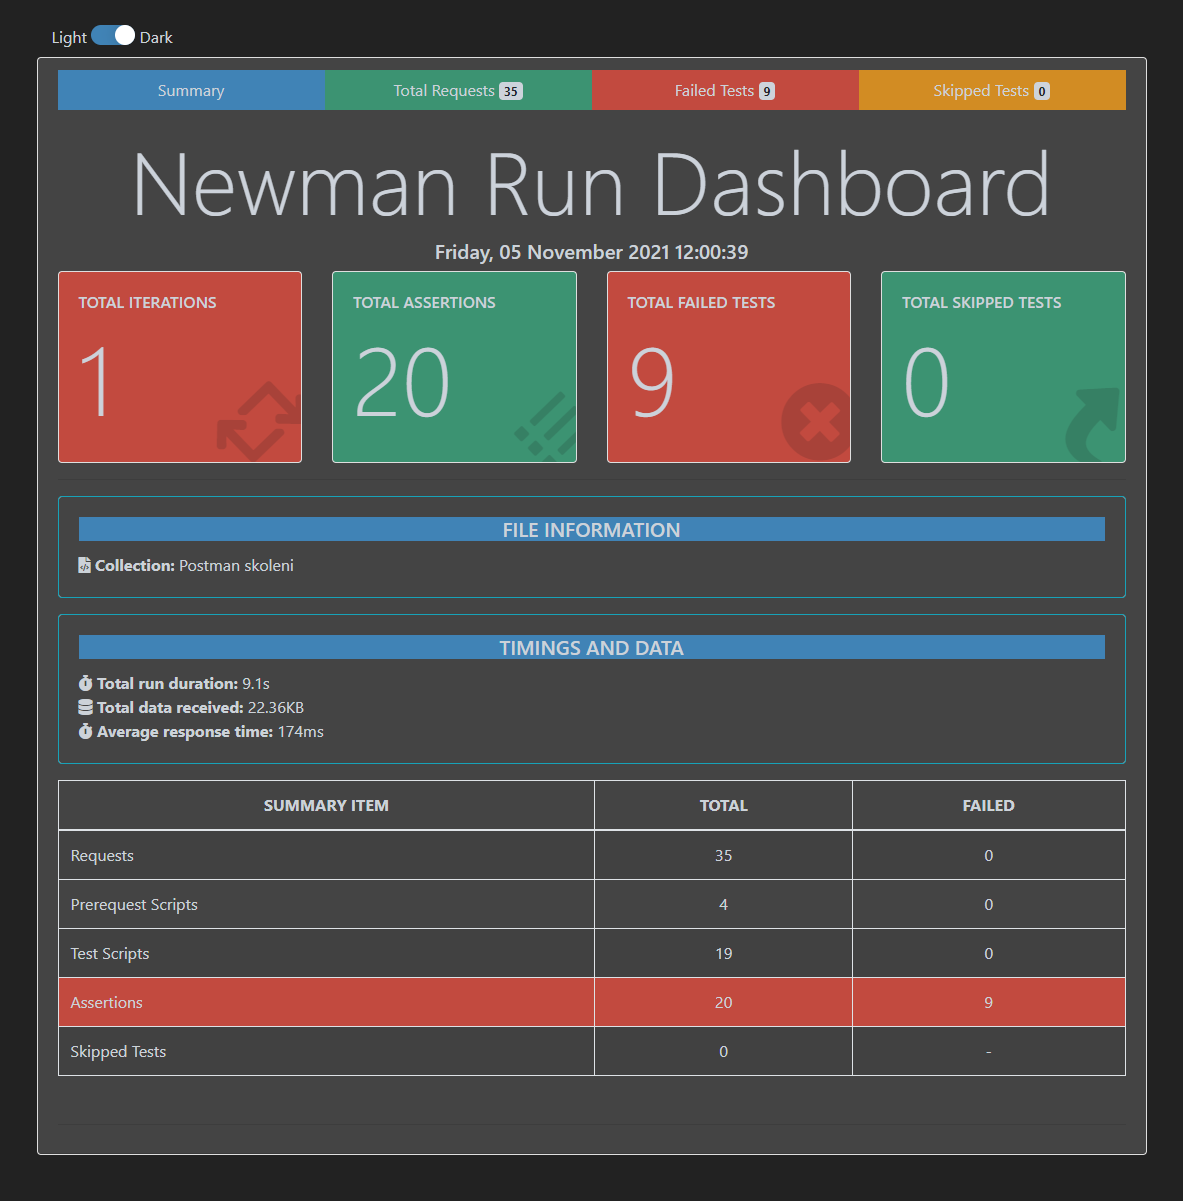 Light Dark
Summary Total Requests 35 Failed Tests 9 Skipped Tests 0
Newman Run Dashboard
Friday, 05 November 2021 12:00:39
TOTAL ITERATIONS
1
TOTAL ASSERTIONS
20
TOTAL FAILED TESTS
9
TOTAL SKIPPED TESTS
0
FILE INFORMATION
Collection: Postman skoleni
TIMINGS AND DATA
Total run duration: 9.1s
Total data received: 22.36KB
Average response time: 174ms
SUMMARY ITEM TOTAL FAILED
Requests 35 0
Prerequest Scripts 4 0
Test Scripts 19 0
Assertions 20 9
Skipped Tests 0 -